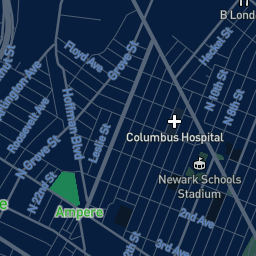 B Lond
Floyd Ave
Grove St
Heckel St
N 10th St
N 9th St
Roosevelt Ave
Hoffman Blvd
Leslie St
Columbus Hospital
N Grove St
N 22nd St
Newark Schools
Stadium
Ampere
2nd Ave
3rd Ave